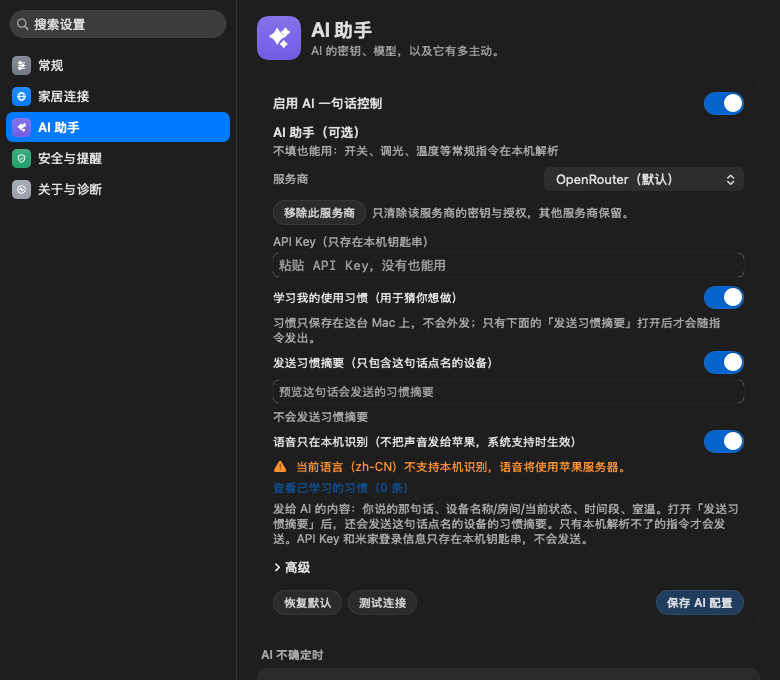 搜索设置
常规
家居连接
AI 助手
安全与提醒
关于与诊断
AI 助手
AI 的密钥、模型，以及它有多主动。
启用 AI 一句话控制
AI 助手（可选）
不填也能用：开关、调光、温度等常规指令在本机解析
服务商
OpenRouter（默认）
移除此服务商 只清除该服务商的密钥与授权，其他服务商保留。
API Key（只存在本机钥匙串）
粘贴 API Key，没有也能用
学习我的使用习惯（用于猜你想做）
习惯只保存在这台 Mac 上，不会外发；只有下面的「发送习惯摘要」打开后才会随指
令发出。
发送习惯摘要（只包含这句话点名的设备）
预览这句话会发送的习惯摘要
不会发送习惯摘要
语音只在本机识别（不把声音发给苹果，系统支持时生效）
当前语言（zh-CN）不支持本机识别，语音将使用苹果服务器。
查看已学习的习惯（0 条）
发给 AI 的内容：你说的那句话、设备名称/房间/当前状态、时间段、室温。打开「发送习
惯摘要」后，还会发送这句话点名的设备的习惯摘要。只有本机解析不了的指令才会发
送。API Key 和米家登录信息只存在本机钥匙串，不会发送。
高级
恢复默认 测试连接 保存 AI 配置
AI 不确定时